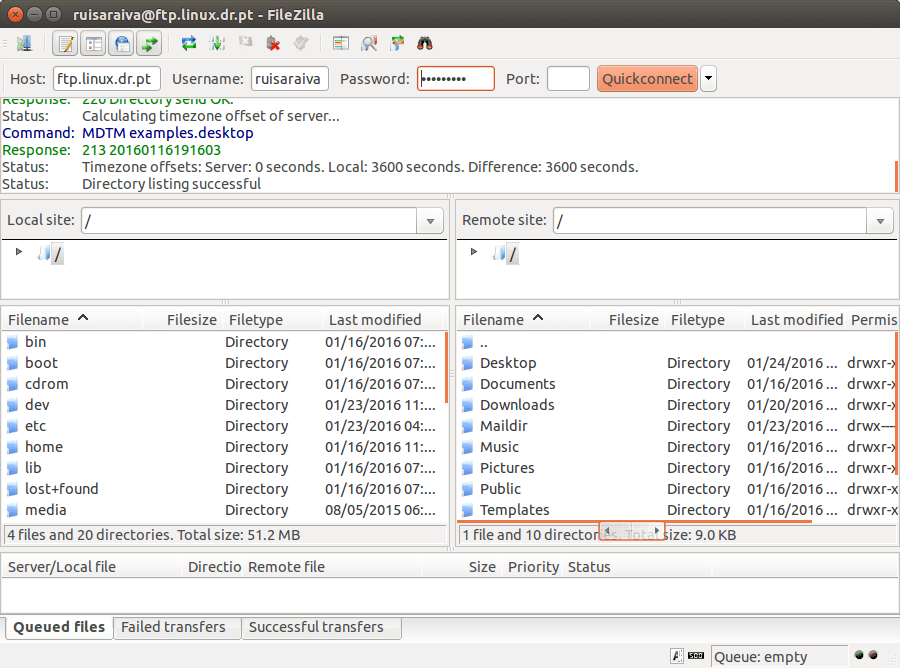 ruisaraiva@ftp.linux.dr.pt - FileZilla
Host: ftp.linux.dr.pt Username: ruisaraiva Password: ••••••••• Port: Quickconnect
Response: 226 Directory send OK.
Status: Calculating timezone offset of server...
Command: MDTM examples.desktop
Response: 213 20160116191603
Status: Timezone offsets: Server: 0 seconds. Local: 3600 seconds. Difference: 3600 seconds.
Status: Directory listing successful
Local site: / Remote site: /
/ /
Filename Filesize Filetype Last modified Filename Filesize Filetype Last modified Permis
bin Directory 01/16/2016 07:... ..
boot Directory 01/16/2016 07:... Desktop Directory 01/24/2016 ... drwxr-x
cdrom Directory 01/16/2016 07:... Documents Directory 01/16/2016 ... drwxr-x
dev Directory 01/23/2016 11:... Downloads Directory 01/20/2016 ... drwxr-x
etc Directory 01/23/2016 04:... Maildir Directory 01/23/2016 ... drwx---
home Directory 01/16/2016 11:... Music Directory 01/16/2016 ... drwxr-x
lib Directory 01/16/2016 07:... Pictures Directory 01/16/2016 ... drwxr-x
lost+found Directory 01/16/2016 07:... Public Directory 01/16/2016 ... drwxr-x
media Directory 08/05/2015 06:... Templates Directory 01/16/2016 ... drwxr-x
4 files and 20 directories. Total size: 51.2 MB 1 file and 10 directories. Total size: 9.0 KB
Server/Local file Directio Remote file Size Priority Status
Queued files Failed transfers Successful transfers
Queue: empty